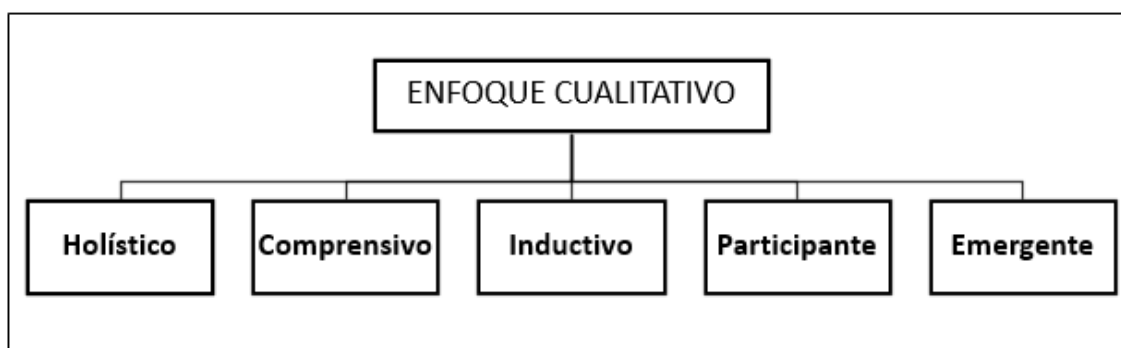 ENFOQUE CUALITATIVO
Holístico
Comprensivo
Inductivo
Participante
Emergente